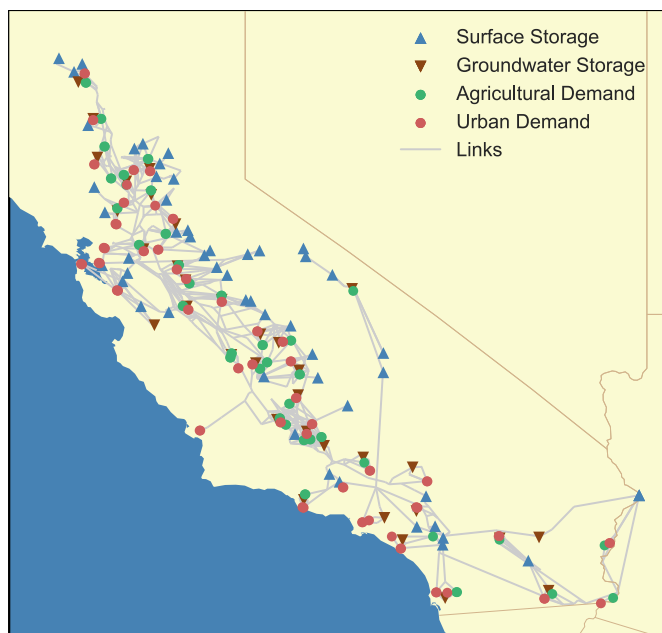 Surface Storage
Groundwater Storage
Agricultural Demand
Urban Demand
Links